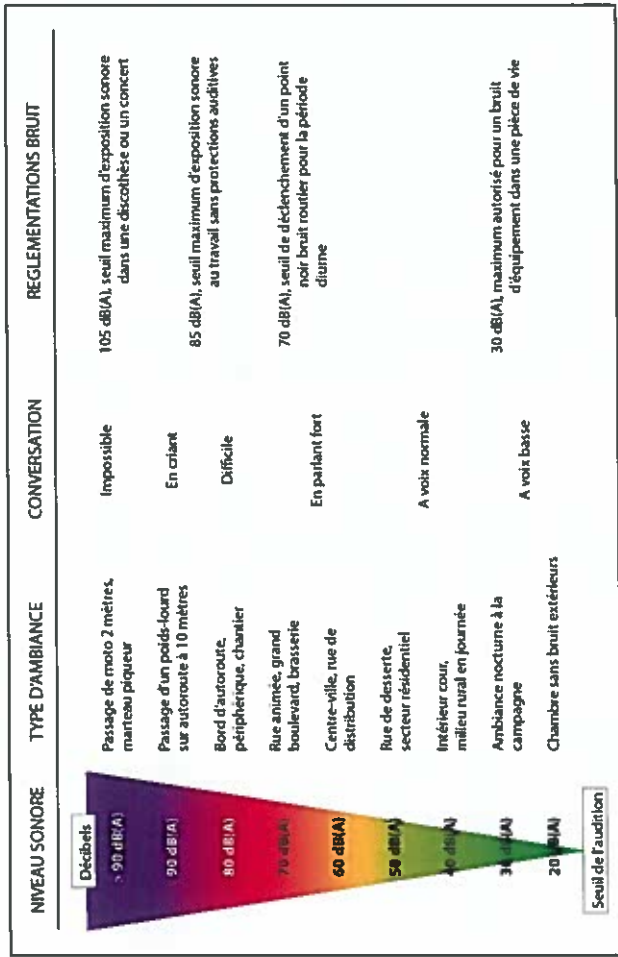 NIVEAU SONORE
TYPE D'AMBIANCE
CONVERSATION
REGLEMENTATIONS BRUIT
Décibels
> 90 dB(A)
Passage de moto 2 mètres,
marteau piqueur
Impossible
105 dB(A), seuil maximum d'exposition sonore
dans une discothèse ou un concert
90 dB(A)
Passage d'un poids-lourd
sur autoroute à 10 mètres
En criant
85 dB(A), seuil maximum d'exposition sonore
au travail sans protections auditives
80 dB(A)
Bord d'autoroute,
périphérique, chantier
Difficile
70 dB(A)
Rue animée, grand
boulevard, brasserie
70 dB(A), seuil de déclenchement d'un point
noir bruit routier pour la période
diurne
60 dB(A)
Centre-ville, rue de
distribution
En parlant fort
50 dB(A)
Rue de desserte,
secteur résidentiel
A voix normale
40 dB(A)
Intérieur cour,
milieu rural en journée
30 dB(A)
Ambiance nocturne à la
campagne
A voix basse
30 dB(A), maximum autorisé pour un bruit
d'équipement dans une pièce de vie
20 dB(A)
Chambre sans bruit extérieurs
Seuil de l'audition